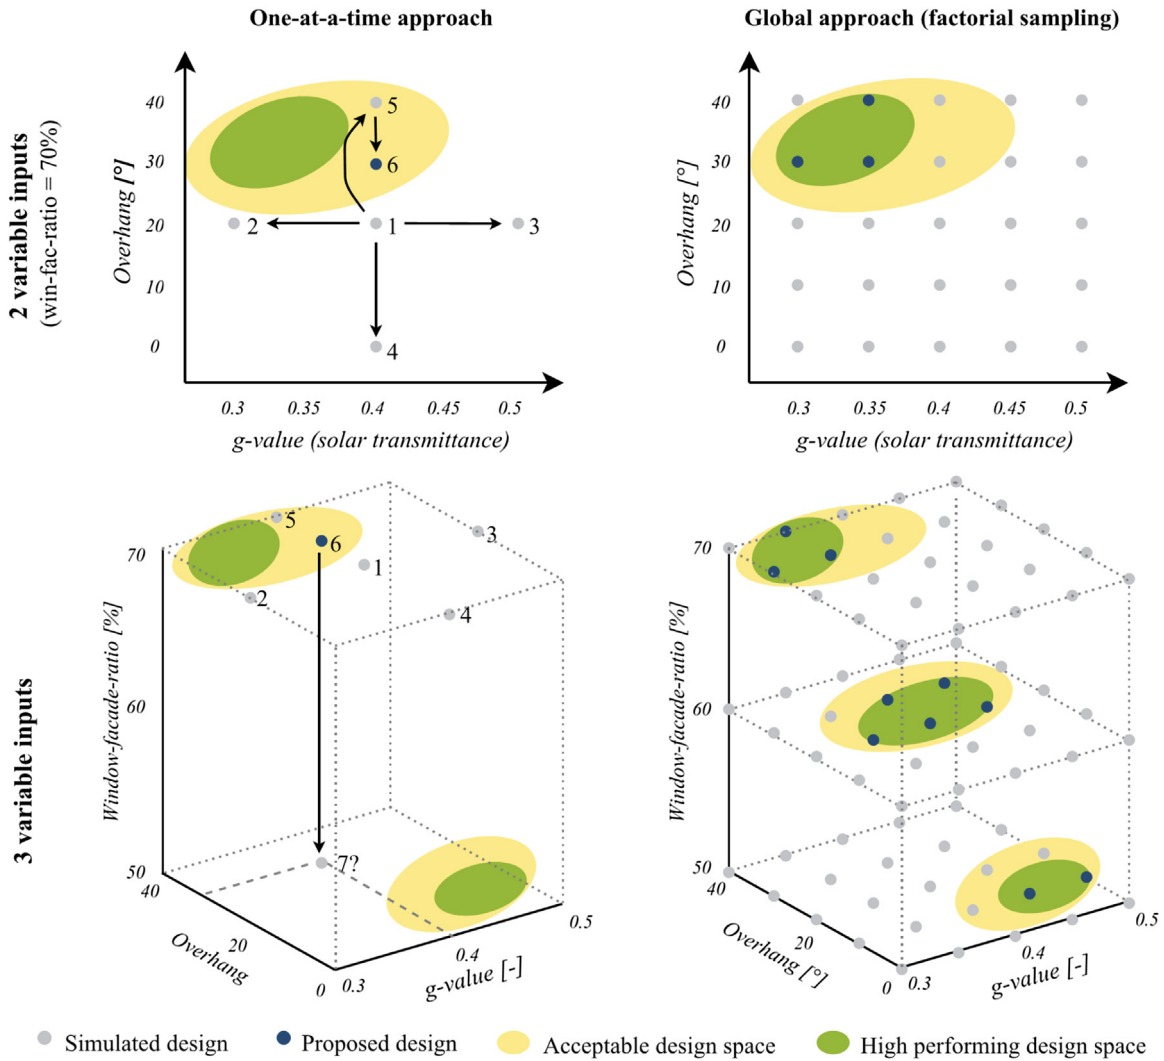 One-at-a-time approach
Global approach (factorial sampling)
2 variable inputs
(win-fac-ratio = 70%)
Overhang [°]
40
30
20
10
0
5
6
2
1
3
4
0.3
0.35
0.4
0.45
0.5
g-value (solar transmittance)
Overhang [°]
40
30
20
10
0
0.3
0.35
0.4
0.45
0.5
g-value (solar transmittance)
3 variable inputs
Window-facade-ratio [%]
70
60
50
5
6
3
1
2
4
7?
40
20
0
Overhang
0.3
0.4
0.5
g-value [-]
Window-facade-ratio [%]
70
60
50
40
20
0
Overhang [°]
0.3
0.4
0.5
g-value [-]
Simulated design
Proposed design
Acceptable design space
High performing design space